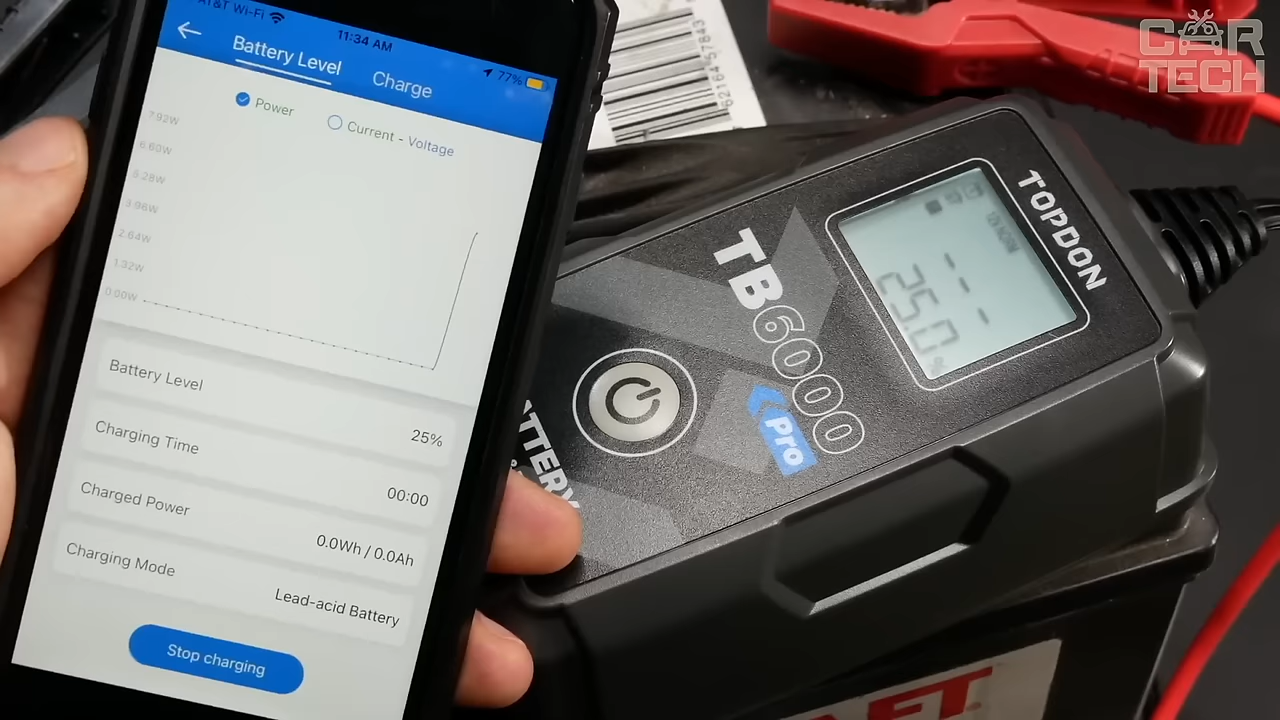 AT&T Wi-Fi
11:34 AM
77%
Battery Level
Charge
Power
Current - Voltage
7.92W
6.60W
5.28W
3.96W
2.64W
1.32W
0.00W
Battery Level
25%
Charging Time
00:00
Charged Power
0.0Wh / 0.0Ah
Charging Mode
Lead-acid Battery
Stop charging
TOPDON
---
25.0
%
TB6000
Pro
ATTERY
CAR
TECH